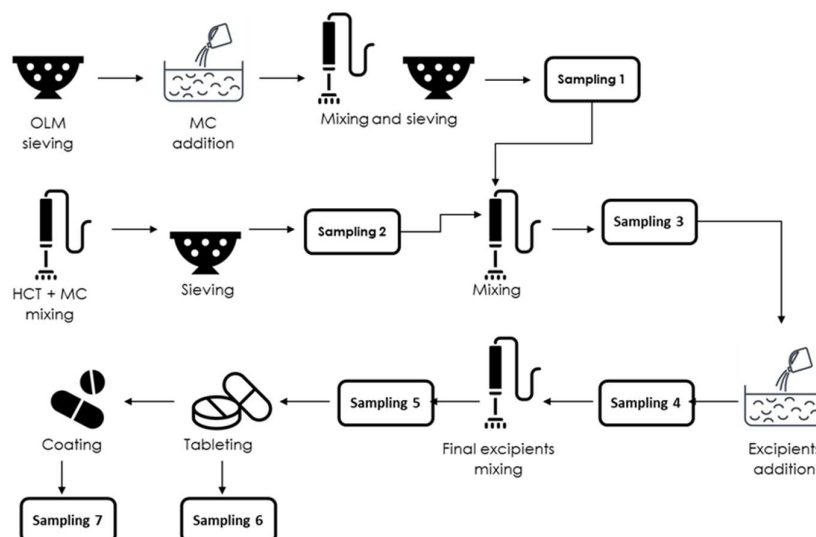 OLM
sieving
MC
addition
Mixing and sieving
Sampling 1
HCT + MC
mixing
Sieving
Sampling 2
Mixing
Sampling 3
Coating
Tableting
Sampling 5
Final excipients
mixing
Sampling 4
Excipients
addition
Sampling 7
Sampling 6